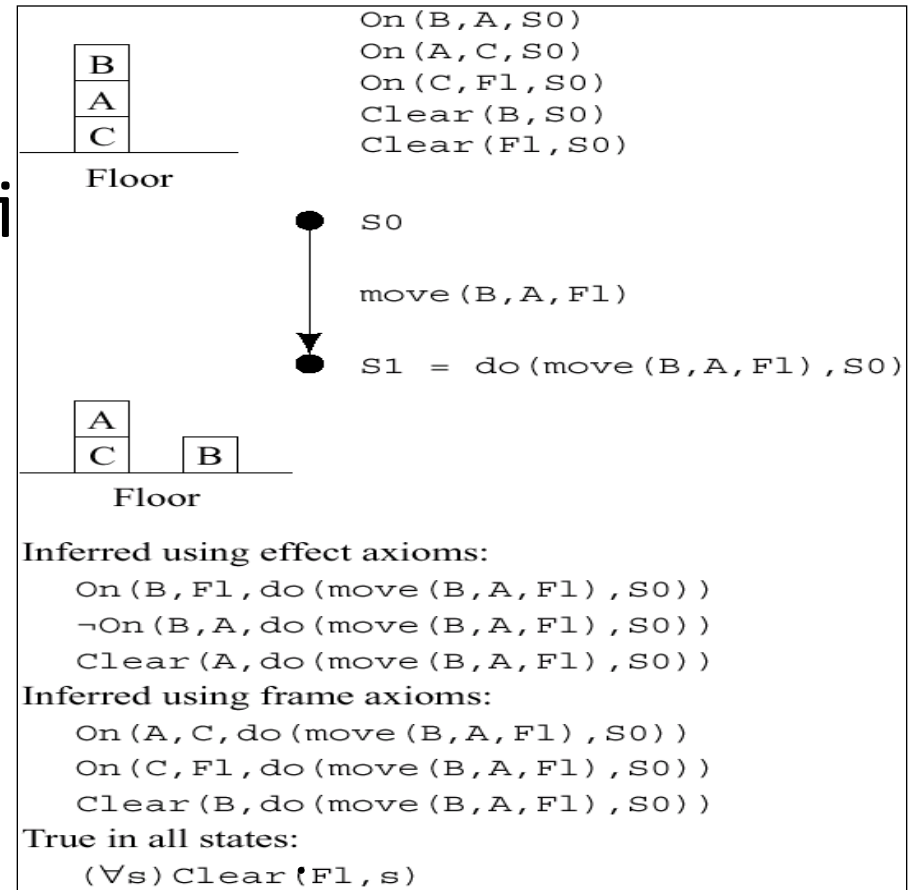 On(B,A,S0)
On(A,C,S0)
On(C,Fl,S0)
Clear(B,S0)
Clear(Fl,S0)
B
A
C
Floor
i
S0
move(B,A,Fl)
S1 = do(move(B,A,Fl),S0)
A
C B
Floor
Inferred using effect axioms:
On(B,Fl,do(move(B,A,Fl),S0))
¬On(B,A,do(move(B,A,Fl),S0))
Clear(A,do(move(B,A,Fl),S0))
Inferred using frame axioms:
On(A,C,do(move(B,A,Fl),S0))
On(C,Fl,do(move(B,A,Fl),S0))
Clear(B,do(move(B,A,Fl),S0))
True in all states:
(∀s)Clear(Fl,s)